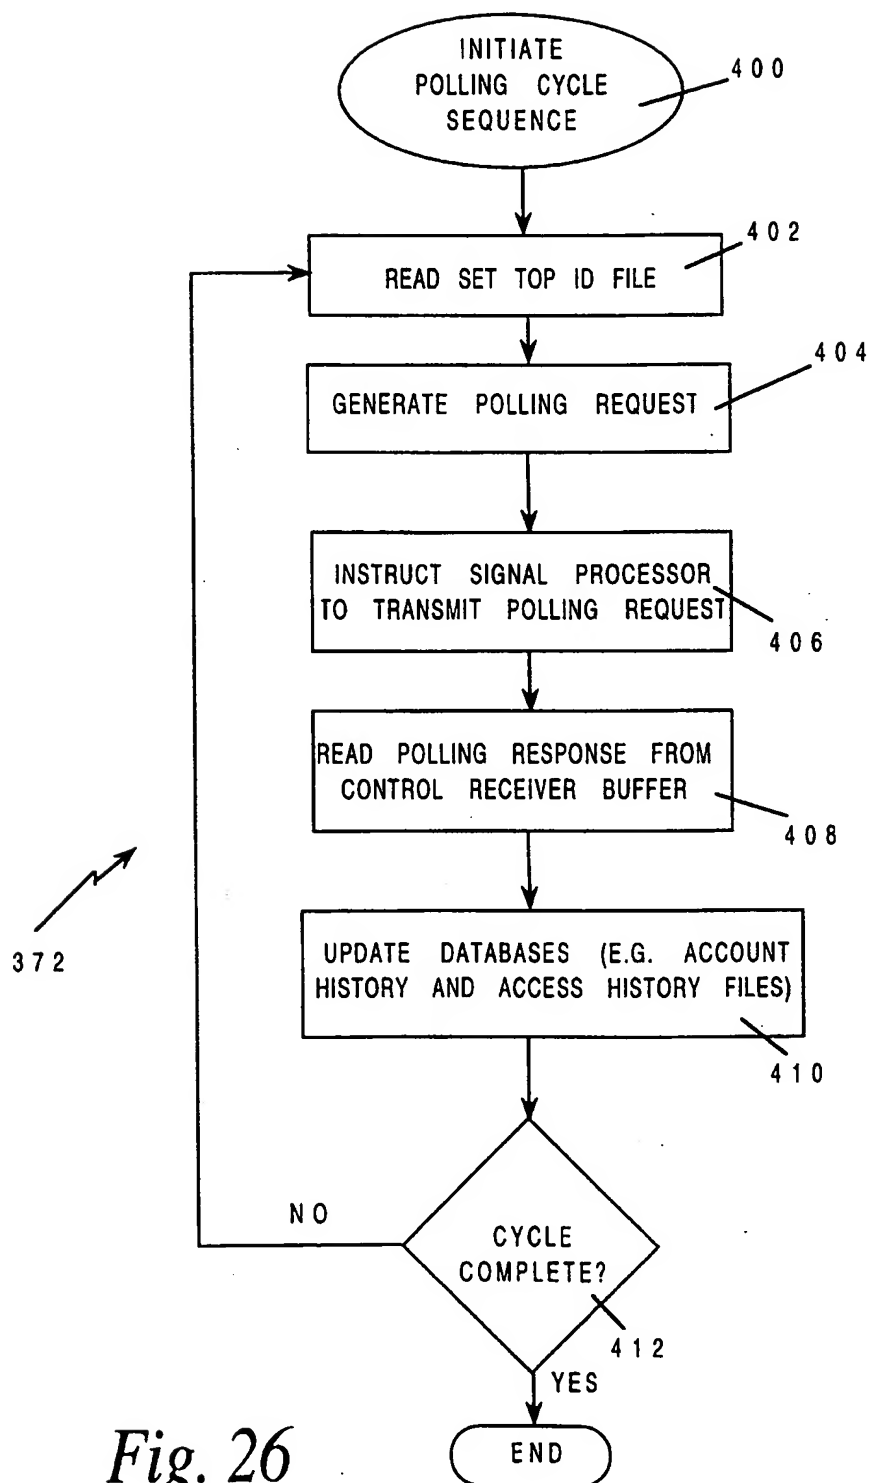 INITIATE
POLLING CYCLE
SEQUENCE
400
402
READ SET TOP ID FILE
404
GENERATE POLLING REQUEST
INSTRUCT SIGNAL PROCESSOR
TO TRANSMIT POLLING REQUEST
406
READ POLLING RESPONSE FROM
CONTROL RECEIVER BUFFER
408
372
UPDATE DATABASES (E.G. ACCOUNT
HISTORY AND ACCESS HISTORY FILES)
410
NO
CYCLE
COMPLETE?
412
YES
END
Fig. 26